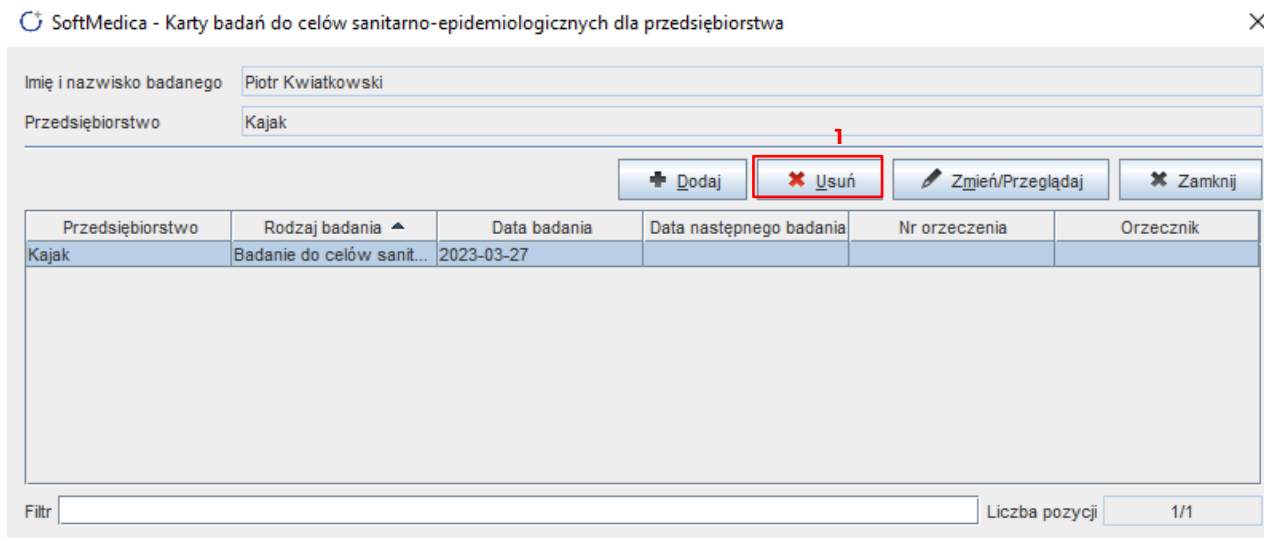 SoftMedica - Karty badań do celów sanitarno-epidemiologicznych dla przedsiębiorstwa
Imię i nazwisko badanego Piotr Kwiatkowski
Przedsiębiorstwo Kajak
1
Dodaj Usuń Zmień/Przeglądaj Zamknij
Przedsiębiorstwo Rodzaj badania Data badania Data następnego badania Nr orzeczenia Orzecznik
Kajak Badanie do celów sanit... 2023-03-27
Filtr Liczba pozycji 1/1